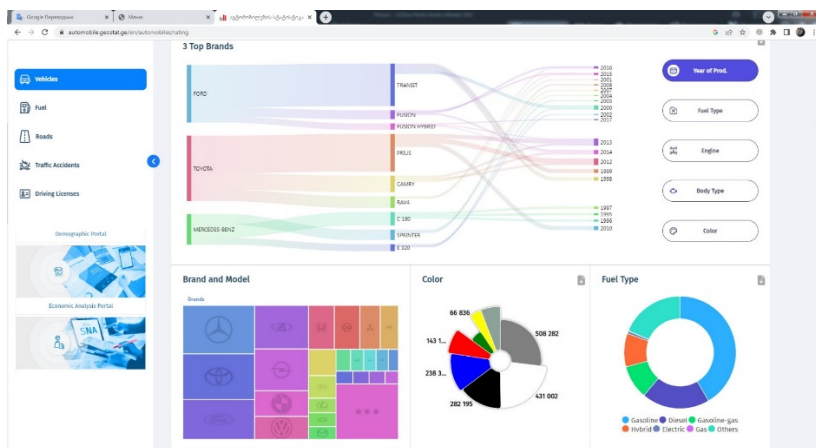 Google Переводчик
Меню
automobile.geostat.ge/en/automobiles/rating
Vehicles
Fuel
Roads
Traffic Accidents
Driving Licenses
Demographic Portal
Economic Analysis Portal
SNA
3 Top Brands
FORD
TOYOTA
MERCEDES-BENZ
TRANSIT
FUSION
FUSION HYBRID
PRIUS
CAMRY
RAV4
C 180
SPRINTER
E 320
2016
2015
2001
2008
2007
2004
2003
2000
2002
2017
2013
2014
2012
1999
1998
1997
1995
1996
2010
Year of Prod.
Fuel Type
Engine
Body Type
Color
Brand and Model
Brands
Color
66 836
143 1...
238 3...
282 195
431 002
508 282
Fuel Type
Gasoline Diesel Gasoline-gas
Hybrid Electric Gas Others